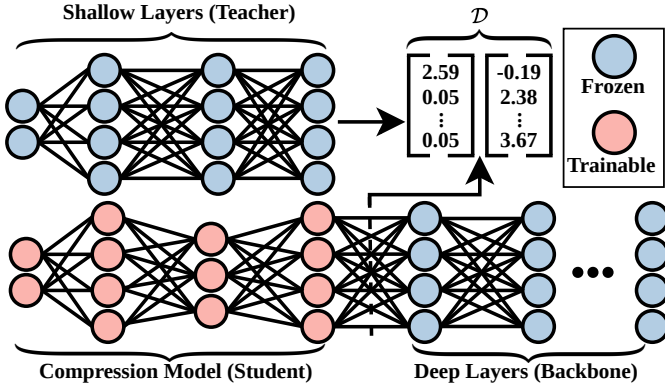 Shallow Layers (Teacher)
𝒟
2.59
0.05
⋮
0.05
-0.19
2.38
⋮
3.67
Frozen
Trainable
Compression Model (Student)
Deep Layers (Backbone)